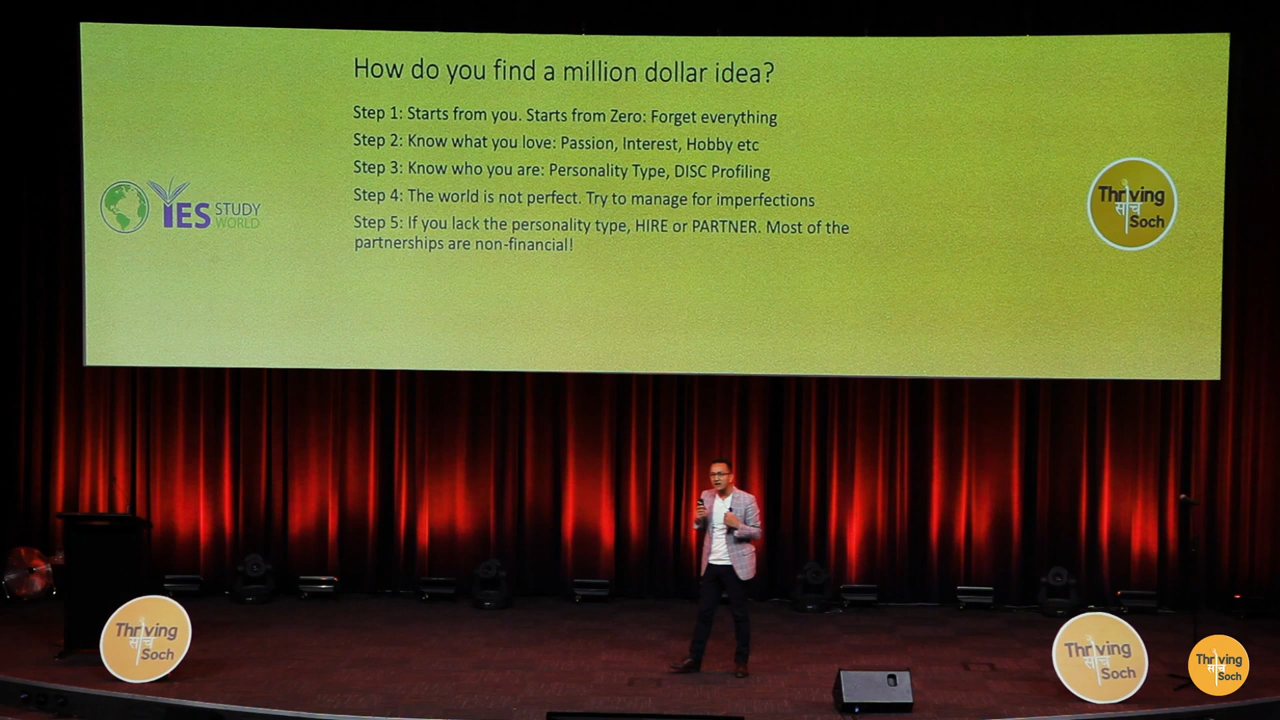 How do you find a million dollar idea?
Step 1: Starts from you. Starts from Zero: Forget everything
Step 2: Know what you love: Passion, Interest, Hobby etc
Step 3: Know who you are: Personality Type, DISC Profiling
Step 4: The world is not perfect. Try to manage for imperfections
Step 5: If you lack the personality type, HIRE or PARTNER. Most of the
partnerships are non-financial!
YES STUDY
WORLD
Thriving
सोच
Soch
Thriving
सोच
Soch
Thriving
सोच
Soch
Thriving
सोच
Soch